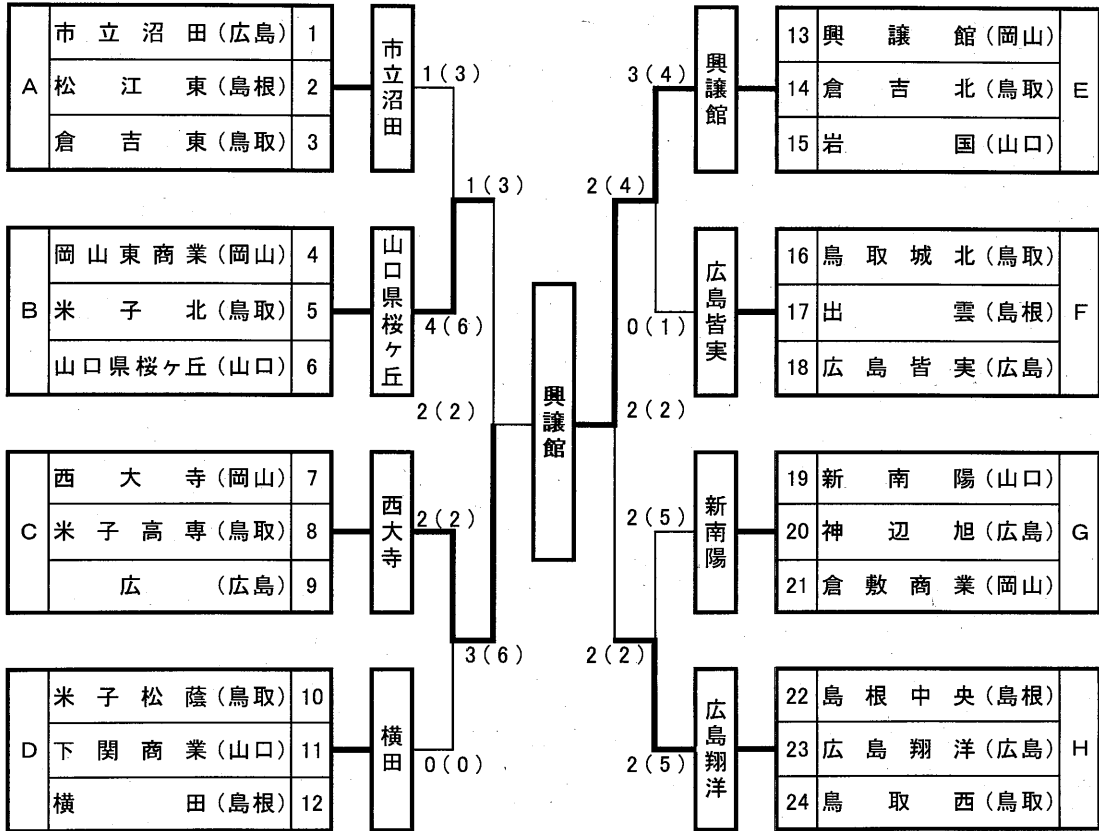 A
市立沼田(広島) 1
松江東(島根) 2
倉吉東(鳥取) 3
市立沼田
1(3)
B
岡山東商業(岡山) 4
米子北(鳥取) 5
山口県桜ヶ丘(山口) 6
山口県桜ヶ丘
4(6)
1(3)
C
西大寺(岡山) 7
米子高専(鳥取) 8
広(広島) 9
西大寺
2(2)
D
米子松蔭(鳥取) 10
下関商業(山口) 11
横田(島根) 12
横田
0(0)
3(6)
2(2)
興譲館
2(2)
3(4)
興譲館
13 興譲館(岡山)
14 倉吉北(鳥取)
15 岩国(山口)
E
2(4)
0(1)
広島皆実
16 鳥取城北(鳥取)
17 出雲(島根)
18 広島皆実(広島)
F
2(5)
新南陽
19 新南陽(山口)
20 神辺旭(広島)
21 倉敷商業(岡山)
G
2(2)
2(5)
広島翔洋
22 島根中央(島根)
23 広島翔洋(広島)
24 鳥取西(鳥取)
H